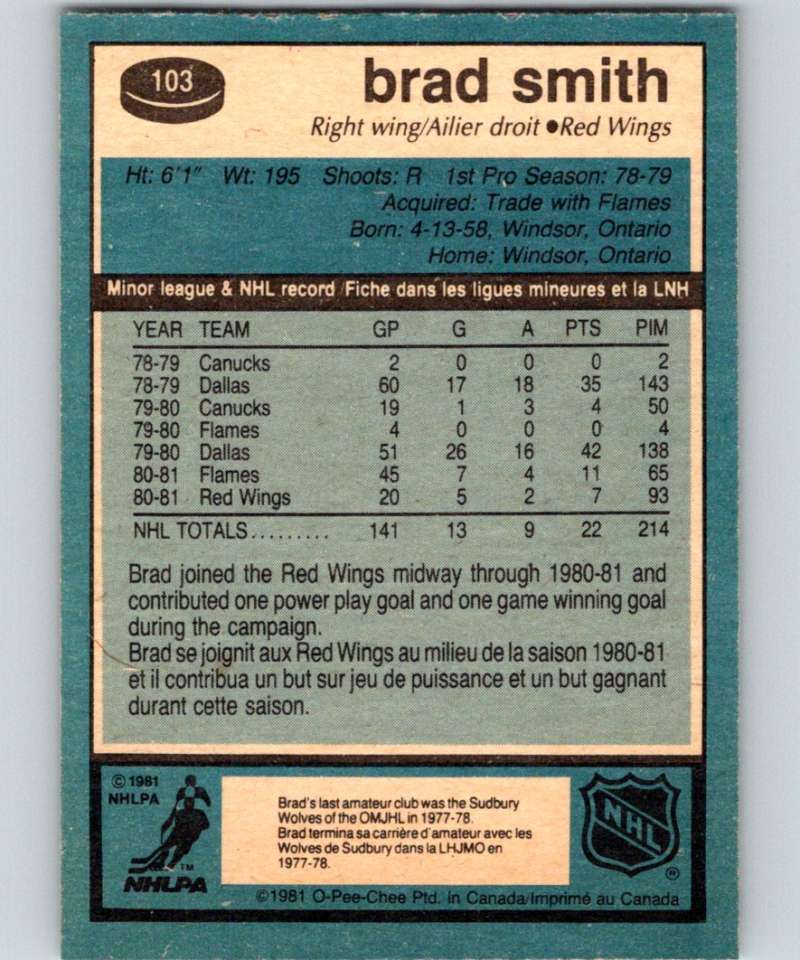 103
brad smith
Right wing/Ailier droit ●Red Wings
Ht: 6'1" Wt: 195 Shoots: R 1st Pro Season: 78-79
Acquired: Trade with Flames
Born: 4-13-58, Windsor, Ontario
Home: Windsor, Ontario
Minor league & NHL record/Fiche dans les ligues mineures et la LNH
YEAR TEAM GP G A PTS PIM
78-79 Canucks 2 0 0 0 2
78-79 Dallas 60 17 18 35 143
79-80 Canucks 19 1 3 4 50
79-80 Flames 4 0 0 0 4
79-80 Dallas 51 26 16 42 138
80-81 Flames 45 7 4 11 65
80-81 Red Wings 20 5 2 7 93
NHL TOTALS......... 141 13 9 22 214
Brad joined the Red Wings midway through 1980-81 and
contributed one power play goal and one game winning goal
during the campaign.
Brad se joignit aux Red Wings au milieu de la saison 1980-81
et il contribua un but sur jeu de puissance et un but gagnant
durant cette saison.
©1981
NHLPA
TM
NHLPA
Brad's last amateur club was the Sudbury
Wolves of the OMJHL in 1977-78.
Brad termina sa carrière d'amateur avec les
Wolves de Sudbury dans la LHJMO en
1977-78.
NHL
®
©1981 O-Pee-Chee Ptd. in Canada/Imprimé au Canada